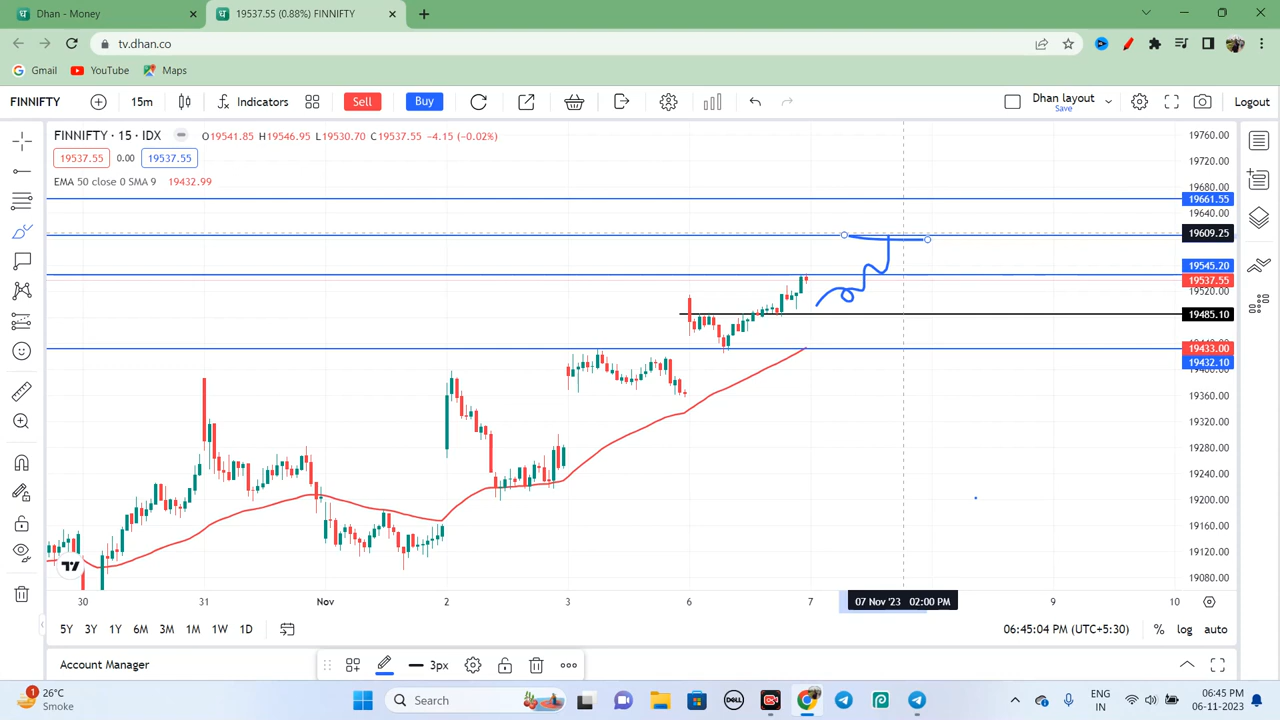 Dhan - Money
19537.55 (0.88%) FINNIFTY
tv.dhan.co
Gmail YouTube Maps
FINNIFTY 15m Indicators Sell Buy Dhan layout Save Logout
FINNIFTY · 15 · IDX O19541.85 H19546.95 L19530.70 C19537.55 −4.15 (−0.02%)
19537.55 0.00 19537.55
EMA 50 close 0 SMA 9 19432.99
19760.00
19720.00
19680.00
19661.55
19640.00
19609.25
19545.20
19537.55
19520.00
19485.10
19433.00
19432.10
19400.00
19360.00
19320.00
19280.00
19240.00
19200.00
19160.00
19120.00
19080.00
30 31 Nov 2 3 6 7 07 Nov '23 02:00 PM 9 10
5Y 3Y 1Y 6M 3M 1M 1W 1D 06:45:04 PM (UTC+5:30) % log auto
Account Manager 3px
1 26°C Smoke Search DELL ENG IN 06:45 PM 06-11-2023